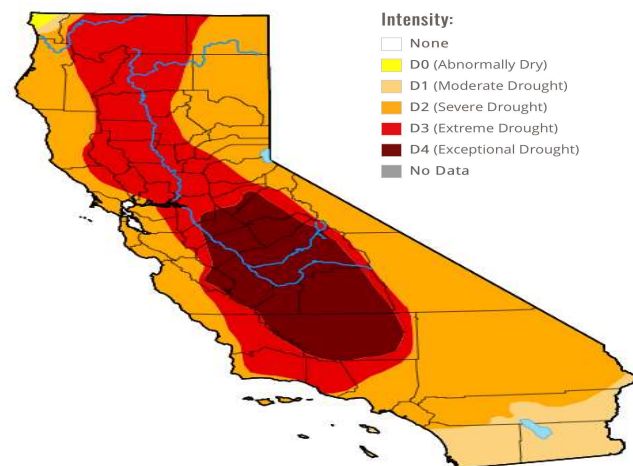 Intensity:
None
D0 (Abnormally Dry)
D1 (Moderate Drought)
D2 (Severe Drought)
D3 (Extreme Drought)
D4 (Exceptional Drought)
No Data